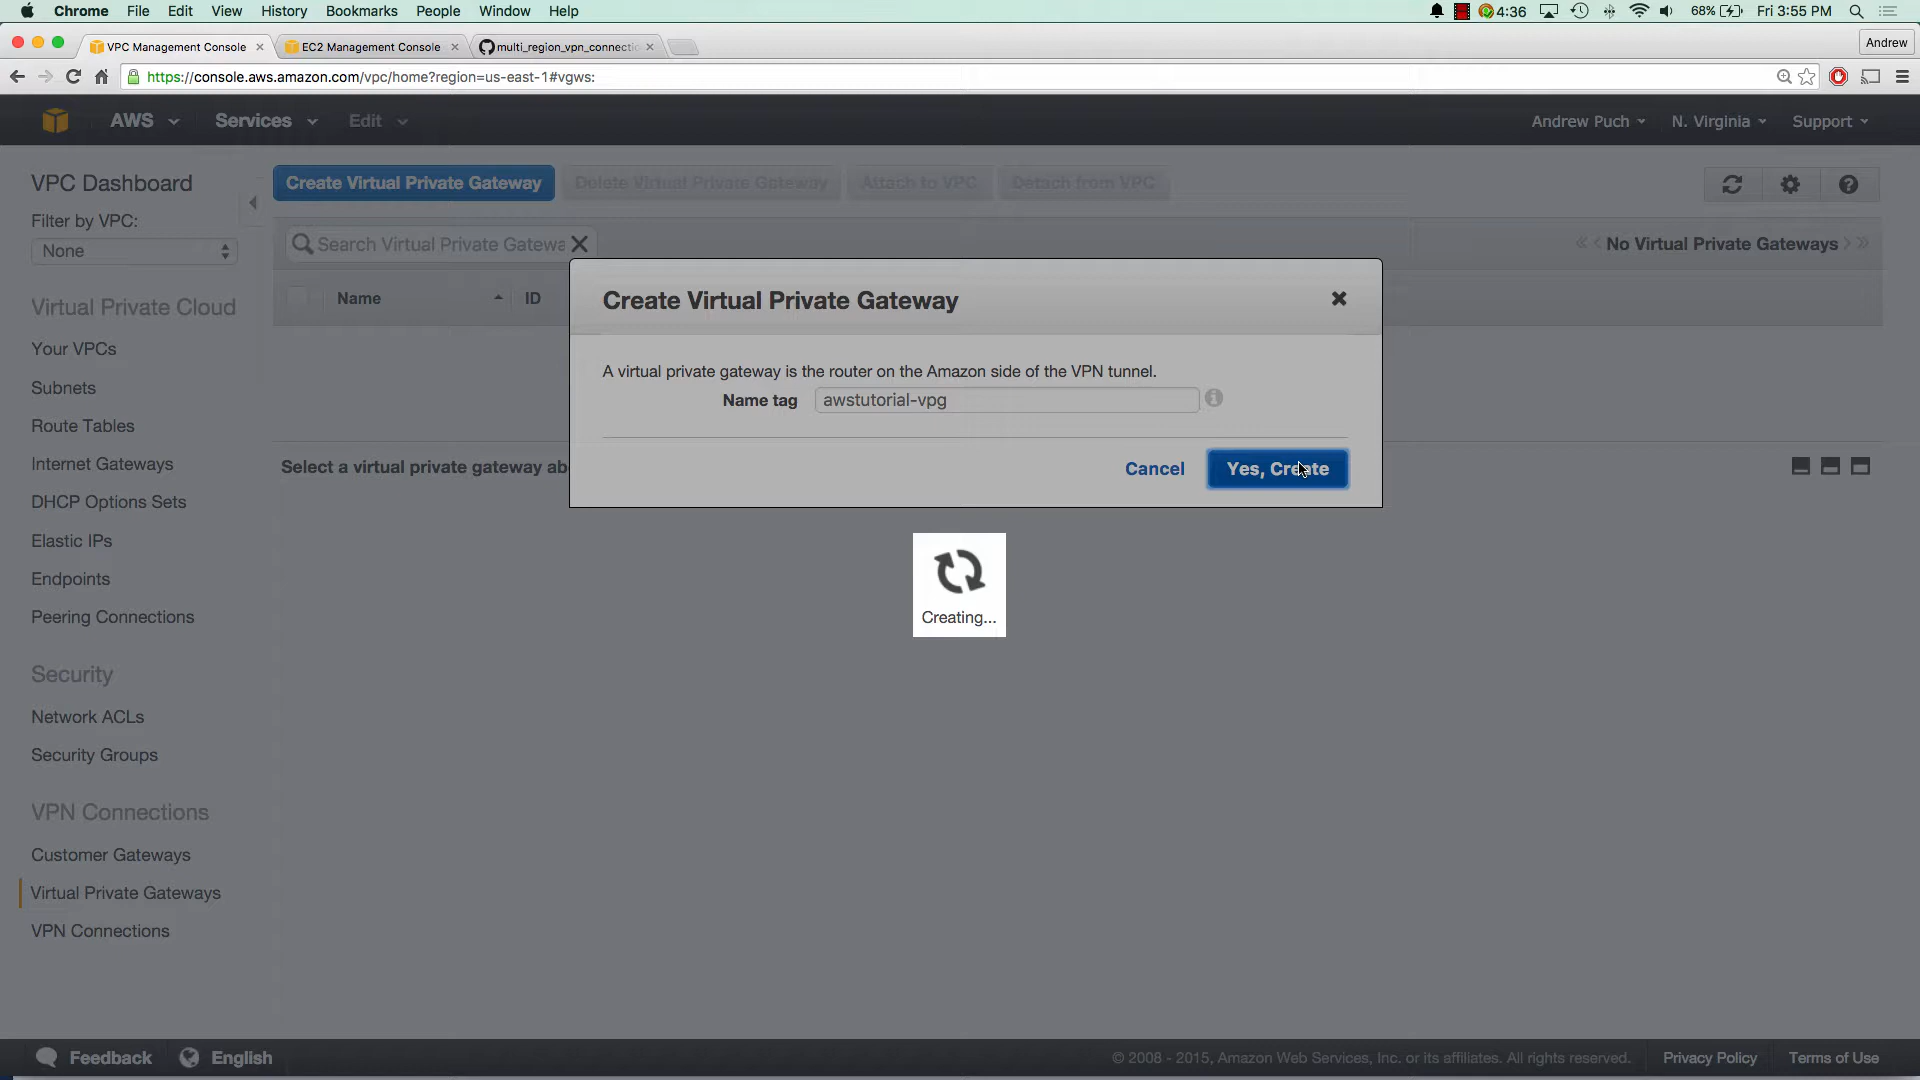 Chrome File Edit View History Bookmarks People Window Help 4:36 68% Fri 3:55 PM
VPC Management Console EC2 Management Console multi_region_vpn_connectio Andrew
https://console.aws.amazon.com/vpc/home?region=us-east-1#vgws:
AWS Services Edit Andrew Puch N. Virginia Support
VPC Dashboard
Filter by VPC:
None
Virtual Private Cloud
Your VPCs
Subnets
Route Tables
Internet Gateways
DHCP Options Sets
Elastic IPs
Endpoints
Peering Connections
Security
Network ACLs
Security Groups
VPN Connections
Customer Gateways
Virtual Private Gateways
VPN Connections
Create Virtual Private Gateway Delete Virtual Private Gateway Attach to VPC Detach from VPC
Search Virtual Private Gatewa No Virtual Private Gateways
Name ID
Select a virtual private gateway abo
Create Virtual Private Gateway
A virtual private gateway is the router on the Amazon side of the VPN tunnel.
Name tag awstutorial-vpg
Cancel Yes, Create
Creating...
Feedback English © 2008 - 2015, Amazon Web Services, Inc. or its affiliates. All rights reserved. Privacy Policy Terms of Use